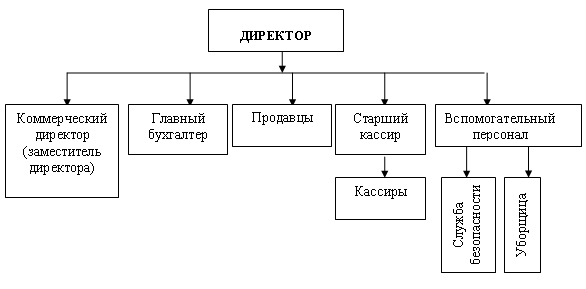 ДИРЕКТОР
Коммерческий
директор
(заместитель
директора)
Главный
бухгалтер
Продавцы
Старший
кассир
Вспомогательный
персонал
Кассиры
Служба
безопасности
Уборщица